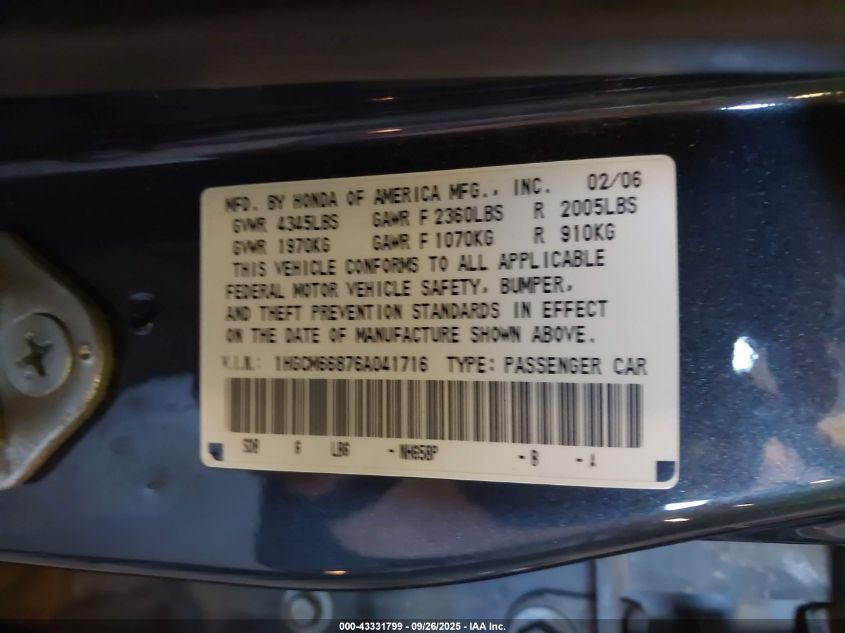 MFD. BY HONDA OF AMERICA MFG., INC. 02/06
GVWR 4345LBS GAWR F 2360LBS R 2005LBS
GVWR 1970KG GAWR F 1070KG R 910KG
THIS VEHICLE CONFORMS TO ALL APPLICABLE
FEDERAL MOTOR VEHICLE SAFETY, BUMPER,
AND THEFT PREVENTION STANDARDS IN EFFECT
ON THE DATE OF MANUFACTURE SHOWN ABOVE.
V.I.N.: 1HGCM66876A041716 TYPE: PASSENGER CAR
SDB 6 LBG - NH658P - B - A
000-43331799 - 09/26/2025 - IAA Inc.